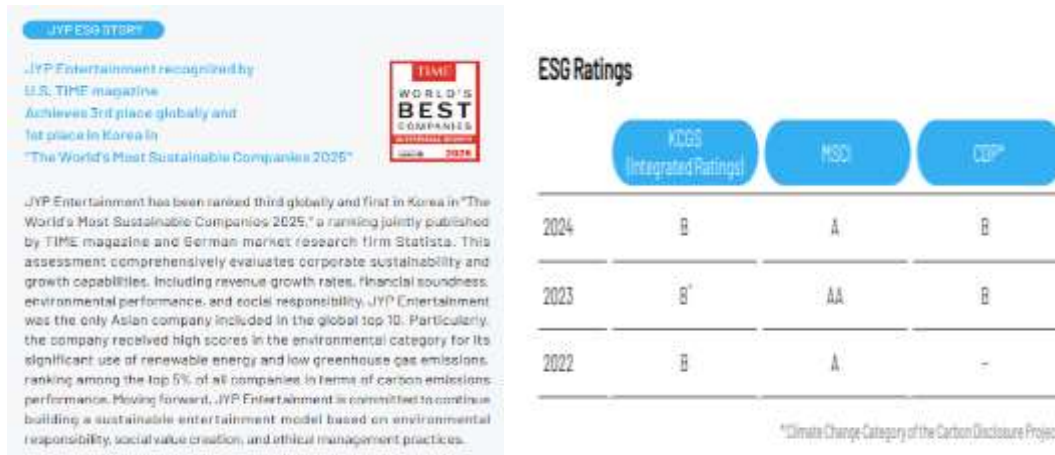 JYP ESG STORY
JYP Entertainment recognized by
U.S. TIME magazine
Achieves 3rd place globally and
1st place in Korea in
"The World's Most Sustainable Companies 2025"
TIME
WORLD'S
BEST
COMPANIES
2025
JYP Entertainment has been ranked third globally and first in Korea in "The
World's Most Sustainable Companies 2025," a ranking jointly published
by TIME magazine and German market research firm Statista. This
assessment comprehensively evaluates corporate sustainability and
growth capabilities, including revenue growth rates, financial soundness,
environmental performance, and social responsibility. JYP Entertainment
was the only Asian company included in the global top 10. Particularly,
the company received high scores in the environmental category for its
significant use of renewable energy and low greenhouse gas emissions,
ranking among the top 5% of all companies in terms of carbon emissions
performance. Moving forward, JYP Entertainment is committed to continue
building a sustainable entertainment model based on environmental
responsibility, social value creation, and ethical management practices.
ESG Ratings
KCGS
(Integrated Ratings) MSCI CDP*
2024 B A B
2023 B+ AA B
2022 B A -
*Climate Change Category of the Carbon Disclosure Project